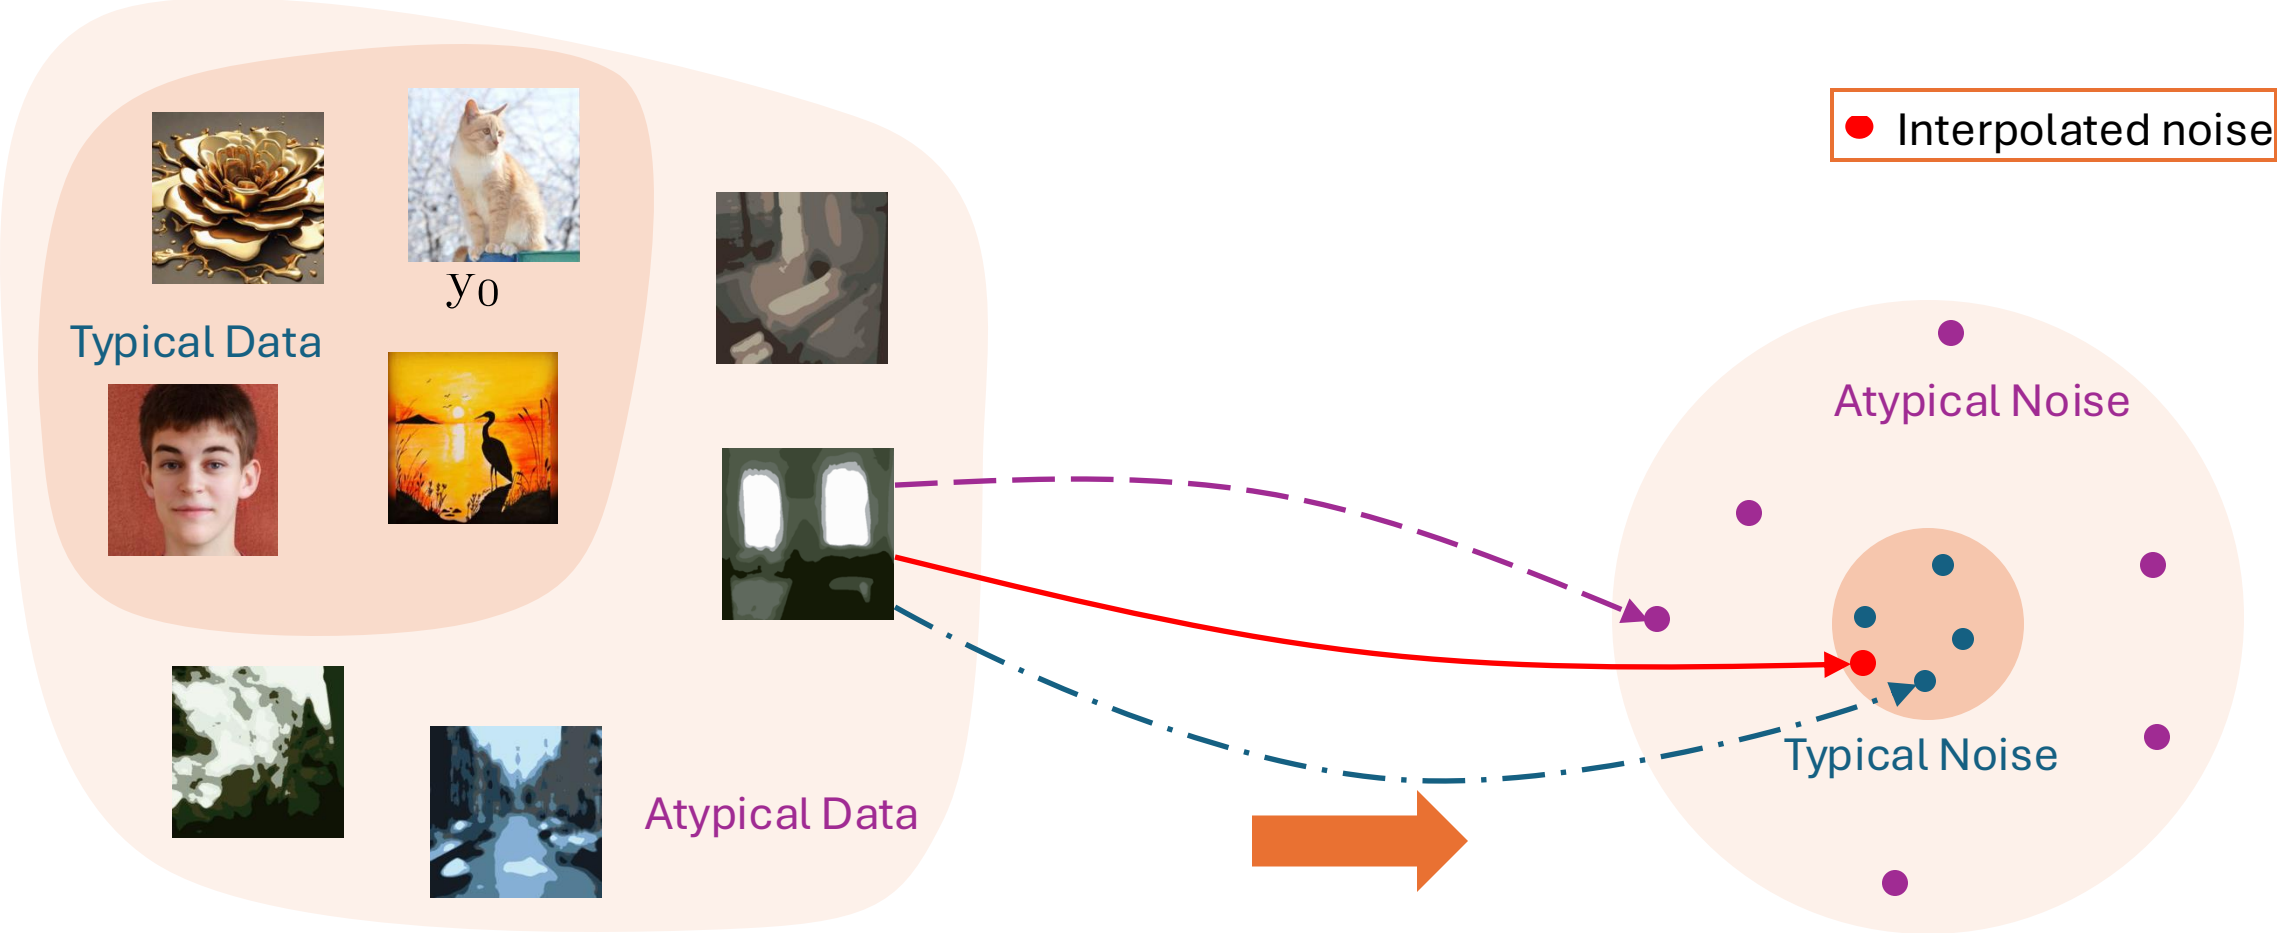 Interpolated noise
y₀
Typical Data
Atypical Noise
Typical Noise
Atypical Data